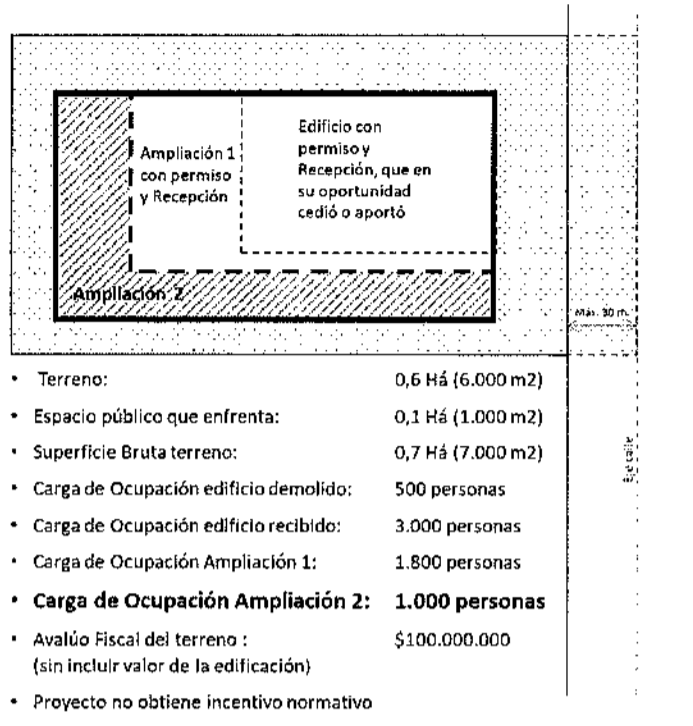 Ampliación 1
con permiso
y Recepción
Edificio con
permiso y
Recepción, que en
su oportunidad
cedió o aportó
Ampliación 2
Máx. 30 m.
Eje calle
• Terreno: 0,6 Há (6.000 m2)
• Espacio público que enfrenta: 0,1 Há (1.000 m2)
• Superficie Bruta terreno: 0,7 Há (7.000 m2)
• Carga de Ocupación edificio demolido: 500 personas
• Carga de Ocupación edificio recibido: 3.000 personas
• Carga de Ocupación Ampliación 1: 1.800 personas
• Carga de Ocupación Ampliación 2: 1.000 personas
• Avalúo Fiscal del terreno : $100.000.000
(sin incluir valor de la edificación)
• Proyecto no obtiene incentivo normativo